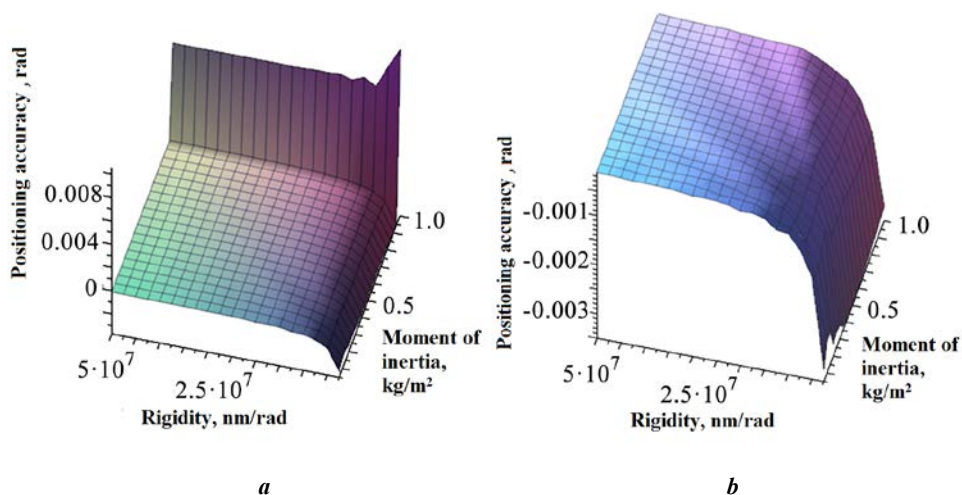 Positioning accuracy , rad
0.008
0.004
0
1.0
0.5
Moment of
inertia,
kg/m²
5·10⁷
2.5·10⁷
Rigidity, nm/rad
a
Positioning accuracy , rad
-0.001
-0.002
-0.003
1.0
0.5
Moment of
inertia,
kg/m²
5·10⁷
2.5·10⁷
Rigidity, nm/rad
b